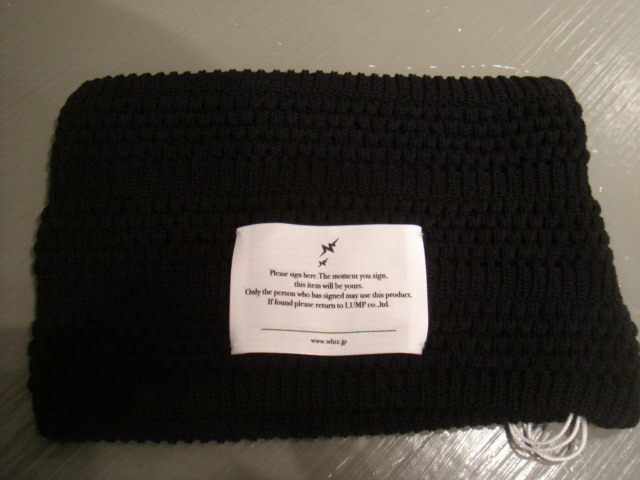 Please sign here. The moment you sign,
this item will be yours.
Only the person who has signed may use this product.
If found please return to LUMP co.,ltd.
www.whiz.jp